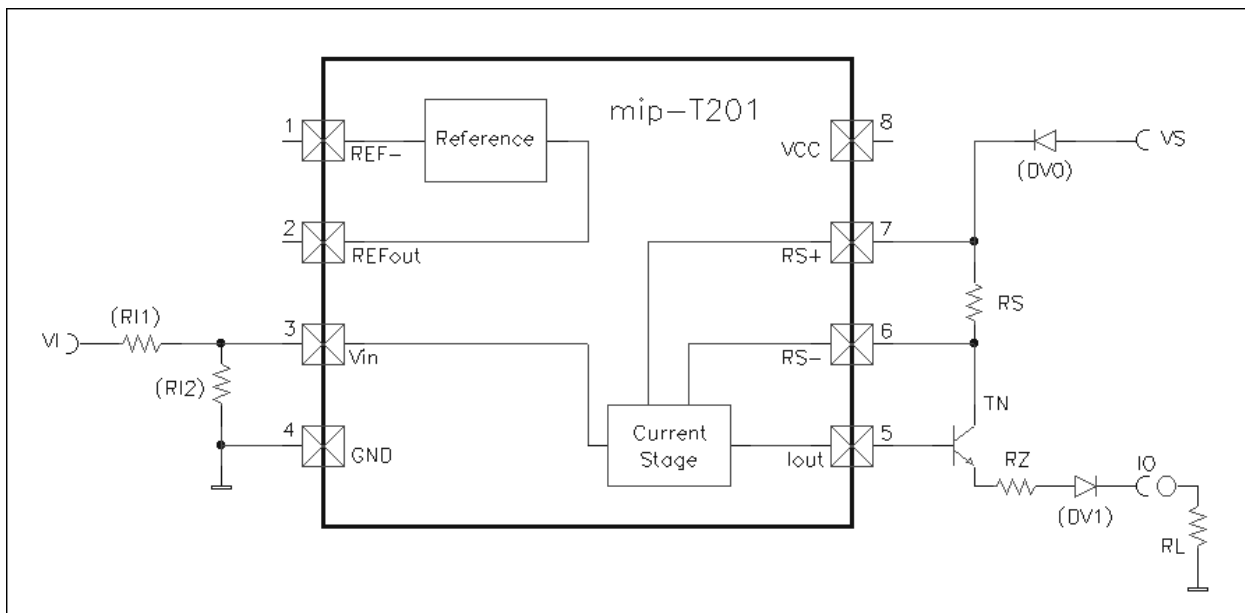 mip-T201
1
REF-
Reference
8
VCC
(DV0)
VS
2
REFout
7
RS+
RS
VI
(RI1)
3
Vin
(RI2)
6
RS-
4
GND
Current
Stage
5
Iout
TN
RZ
(DV1)
IO
RL